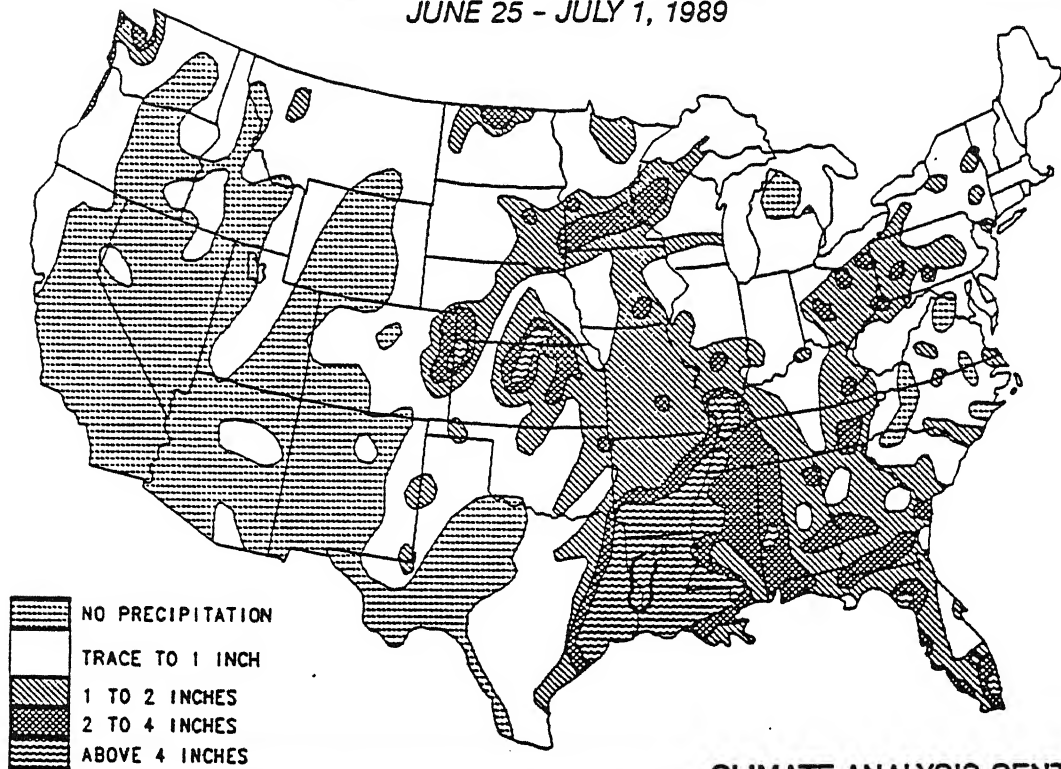 JUNE 25 - JULY 1, 1989
NO PRECIPITATION
TRACE TO 1 INCH
1 TO 2 INCHES
2 TO 4 INCHES
ABOVE 4 INCHES